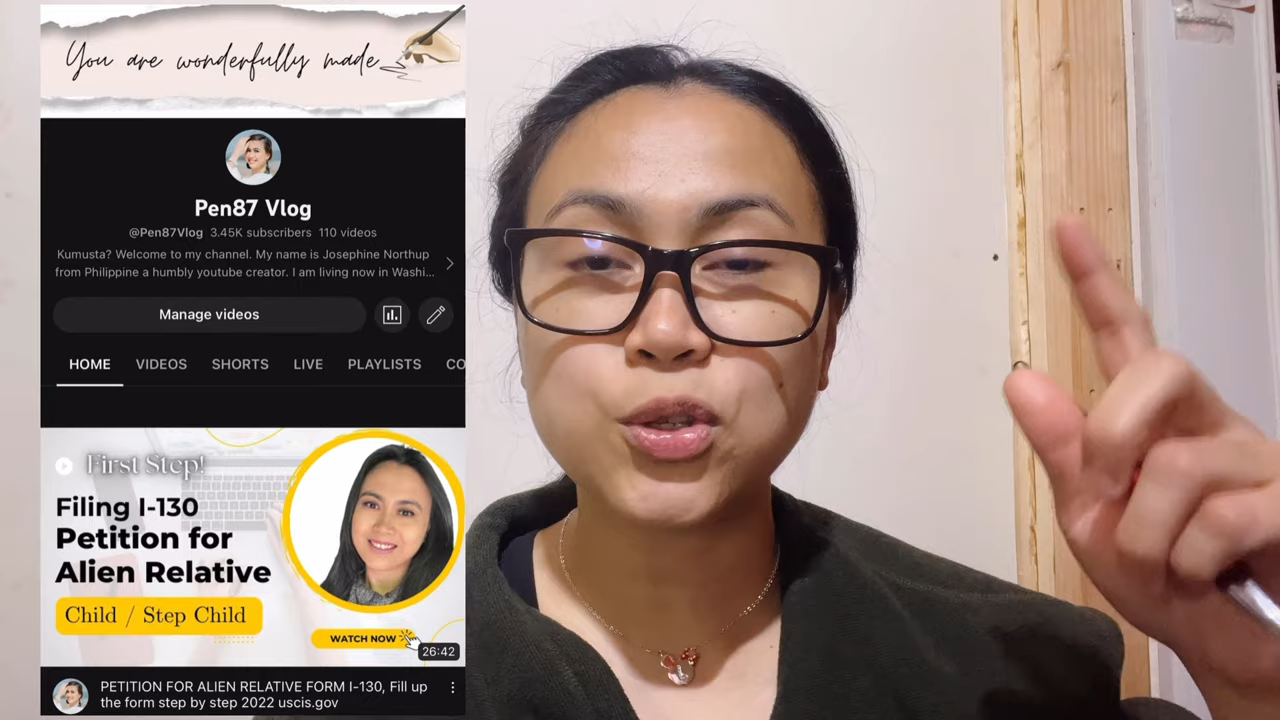 You are wonderfully made
Pen87 Vlog
@Pen87Vlog 3.45K subscribers 110 videos
Kumusta? Welcome to my channel. My name is Josephine Northup
from Philippine a humbly youtube creator. I am living now in Washi...
Manage videos
HOME VIDEOS SHORTS LIVE PLAYLISTS CO
First Step!
Filing I-130
Petition for
Alien Relative
Child / Step Child
WATCH NOW
26:42
PETITION FOR ALIEN RELATIVE FORM I-130, Fill up
the form step by step 2022 uscis.gov